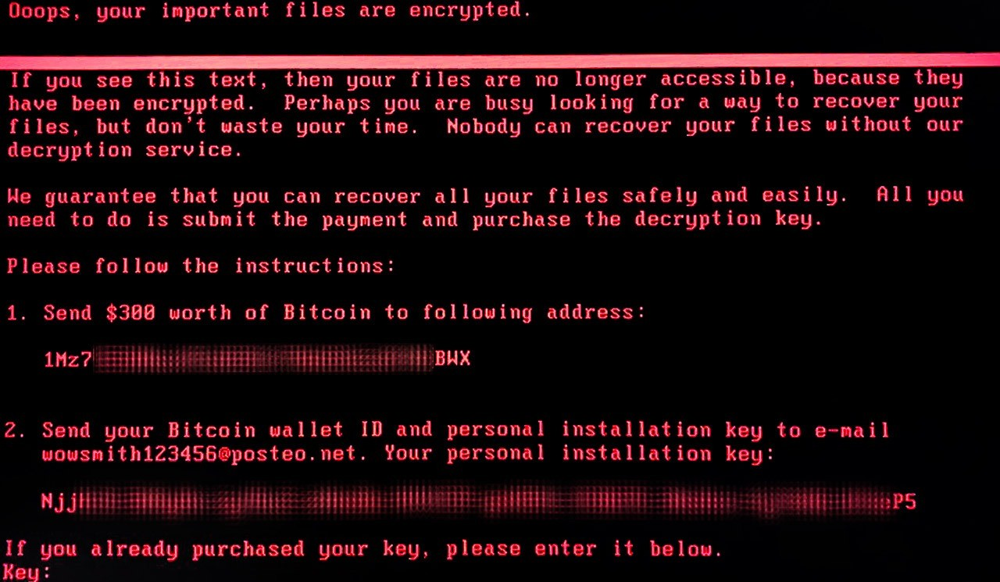 Ooops, your important files are encrypted.
If you see this text, then your files are no longer accessible, because they
have been encrypted.  Perhaps you are busy looking for a way to recover your
files, but don't waste your time.  Nobody can recover your files without our
decryption service.
We guarantee that you can recover all your files safely and easily.  All you
need to do is submit the payment and purchase the decryption key.
Please follow the instructions:
1. Send $300 worth of Bitcoin to following address:
1Mz7 BWX
2. Send your Bitcoin wallet ID and personal installation key to e-mail
wowsmith123456@posteo.net. Your personal installation key:
Njj P5
If you already purchased your key, please enter it below.
Key: